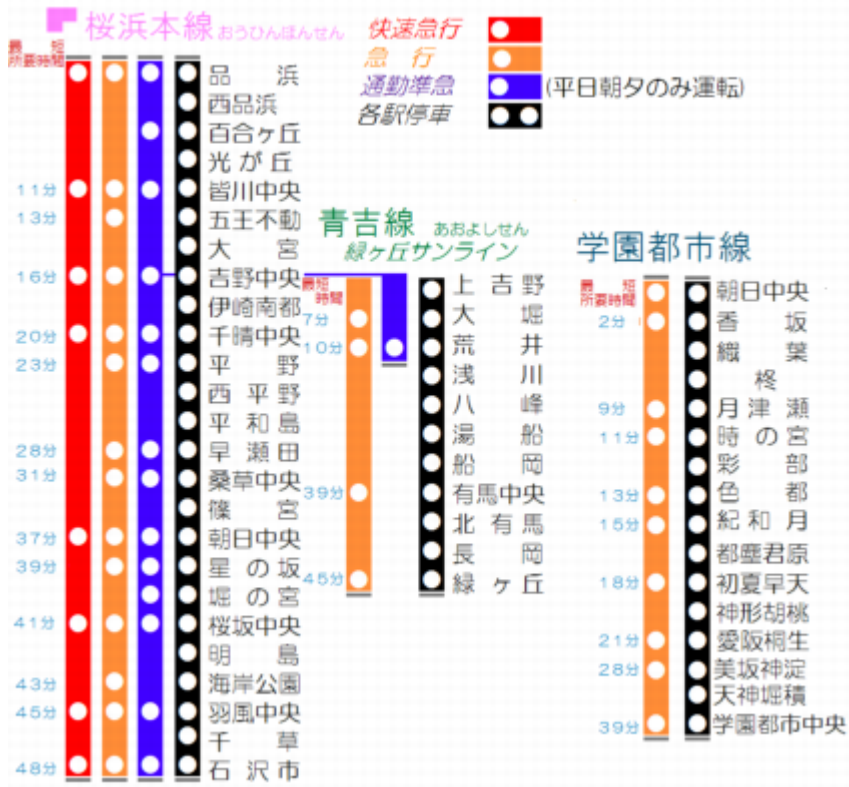 桜浜本線 おうひんほんせん
快速急行
急行
通勤準急 (平日朝夕のみ運転)
各駅停車
最短
所要時間
品浜
西品浜
百合ヶ丘
光が丘
11分 皆川中央
13分 五王不動
大宮
16分 吉野中央
伊崎南都
20分 千晴中央
23分 平野
西平野
平和島
28分 早瀬田
31分 桑草中央
篠宮
37分 朝日中央
39分 星の坂
堀の宮
41分 桜坂中央
明島
43分 海岸公園
45分 羽風中央
千草
48分 石沢市
青吉線 あおよしせん
緑ヶ丘サンライン
最短
時間
上吉野
7分 大堀
10分 荒井
浅川
八峰
湯船
船岡
39分 有馬中央
北有馬
長岡
45分 緑ヶ丘
学園都市線
最短
所要時間
朝日中央
2分 香坂
織葉
柊
9分 月津瀬
11分 時の宮
彩部
13分 色都
15分 紀和月
都塵君原
18分 初夏早天
神形胡桃
21分 愛阪桐生
28分 美坂神淀
天神堀積
39分 学園都市中央